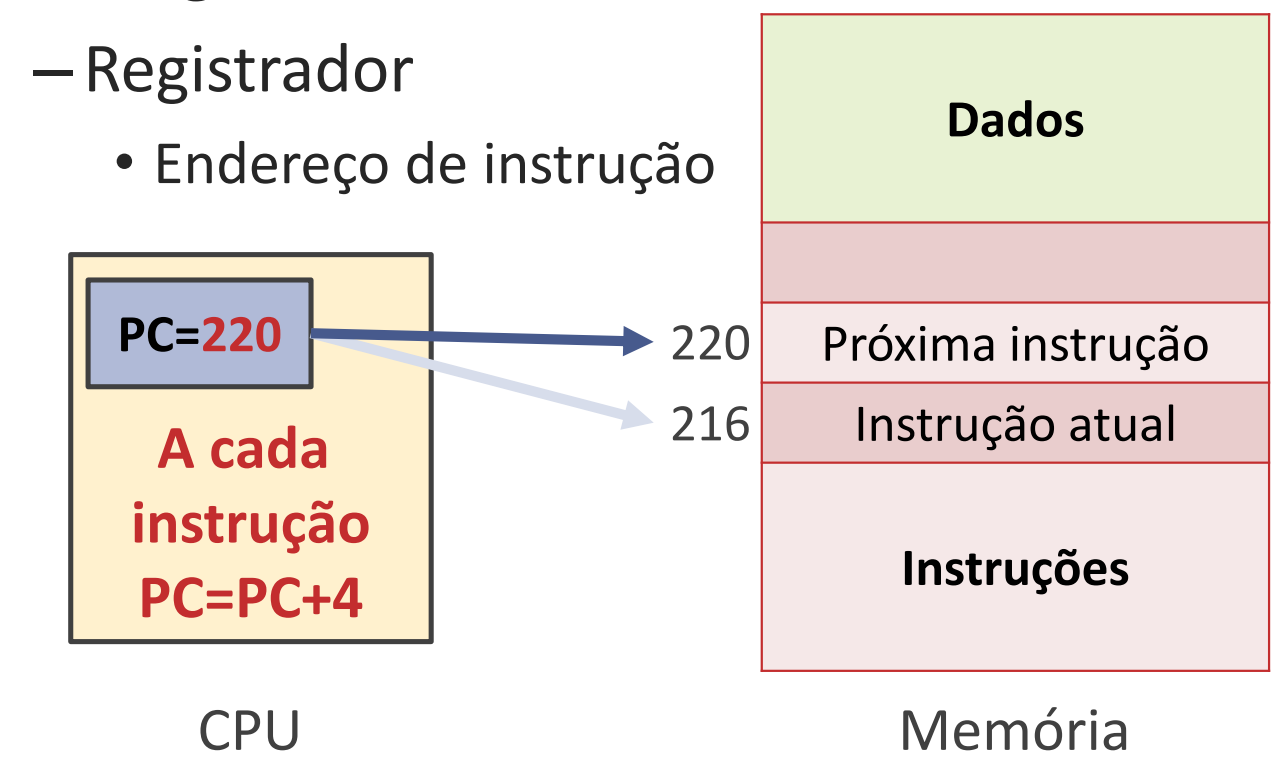 – Registrador
• Endereço de instrução
PC=220
A cada
instrução
PC=PC+4
CPU
220
216
Dados
Próxima instrução
Instrução atual
Instruções
Memória